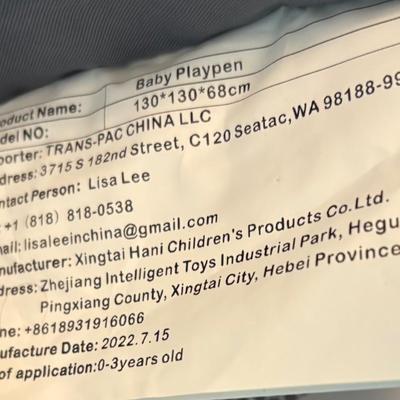 oduct Name: Baby Playpen
del NO: 130*130*68cm
porter: TRANS-PAC CHINA LLC
dress: 3715 S 182nd Street, C120 Seatac,WA 98188-99
ntact Person: Lisa Lee
: +1 (818) 818-0538
mail: lisaleeinchina@gmail.com
nufacturer: Xingtai Hani Children's Products Co.Ltd.
dress: Zhejiang Intelligent Toys Industrial Park, Hegu
Pingxiang County, Xingtai City, Hebei Province
ne: +8618931916066
ufacture Date: 2022.7.15
of application:0-3years old